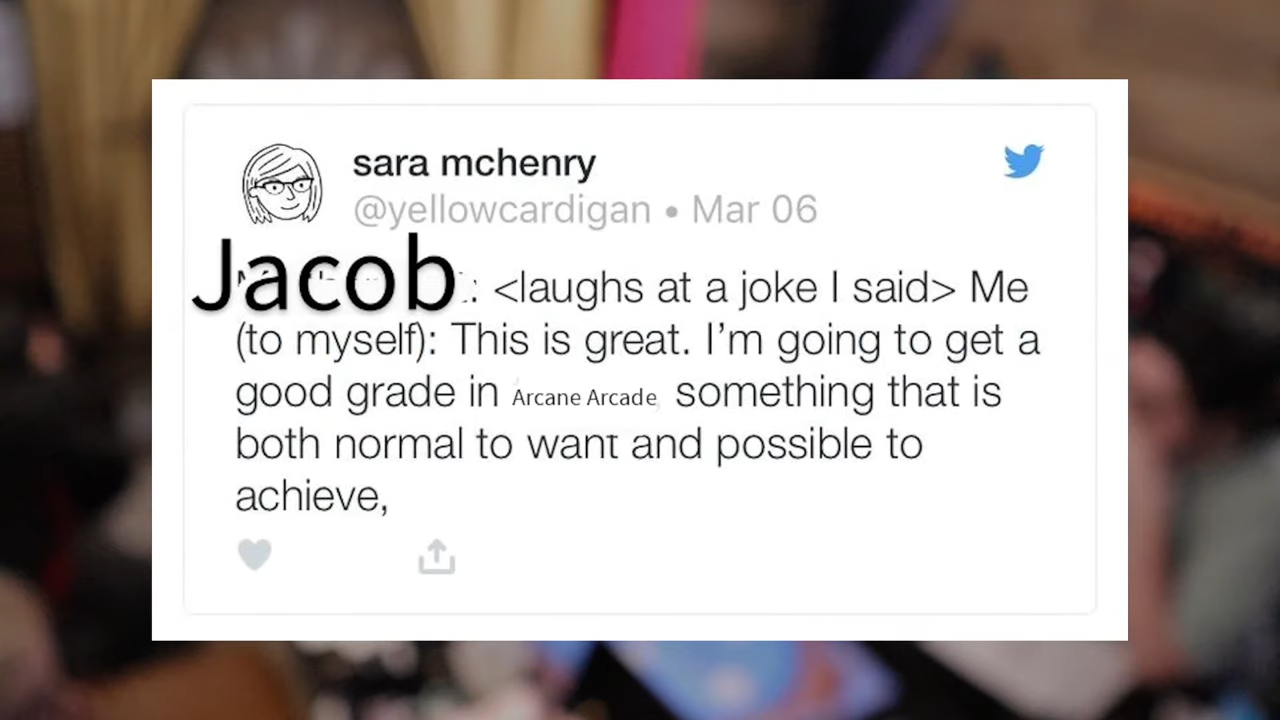 sara mchenry
@yellowcardigan • Mar 06
Jacob: <laughs at a joke I said> Me
(to myself): This is great. I'm going to get a
good grade in Arcane Arcade, something that is
both normal to want and possible to
achieve,